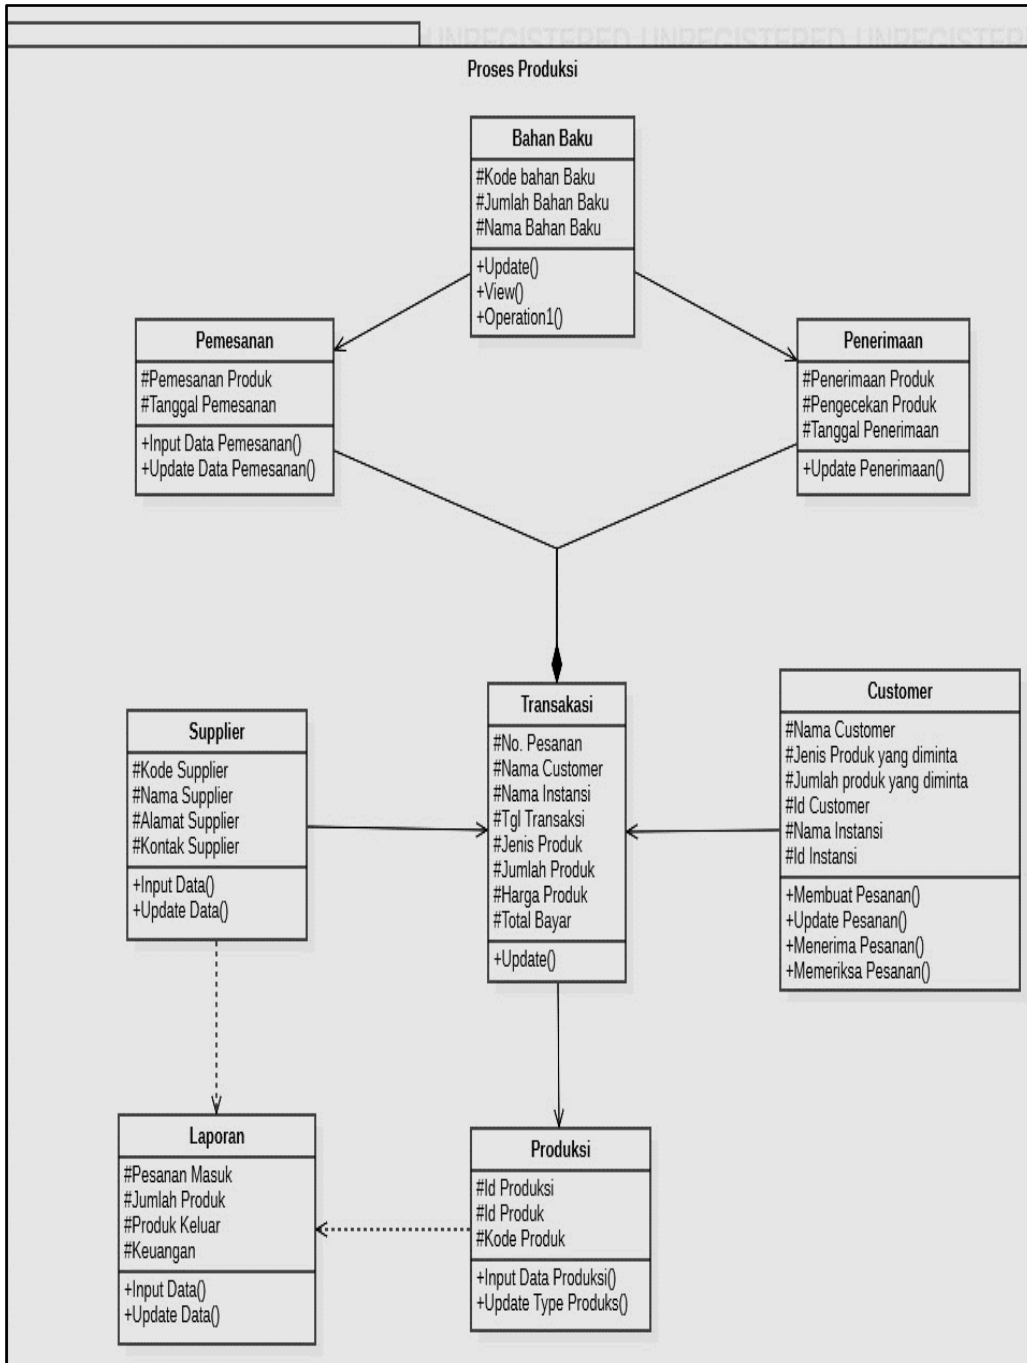 UNREGISTERED UNREGISTERED UNREGISTERED
Proses Produksi
Bahan Baku
#Kode bahan Baku
#Jumlah Bahan Baku
#Nama Bahan Baku
+Update()
+View()
+Operation1()
Pemesanan
#Pemesanan Produk
#Tanggal Pemesanan
+Input Data Pemesanan()
+Update Data Pemesanan()
Penerimaan
#Penerimaan Produk
#Pengecekan Produk
#Tanggal Penerimaan
+Update Penerimaan()
Supplier
#Kode Supplier
#Nama Supplier
#Alamat Supplier
#Kontak Supplier
+Input Data()
+Update Data()
Transakasi
#No. Pesanan
#Nama Customer
#Nama Instansi
#Tgl Transaksi
#Jenis Produk
#Jumlah Produk
#Harga Produk
#Total Bayar
+Update()
Customer
#Nama Customer
#Jenis Produk yang diminta
#Jumlah produk yang diminta
#Id Customer
#Nama Instansi
#Id Instansi
+Membuat Pesanan()
+Update Pesanan()
+Menerima Pesanan()
+Memeriksa Pesanan()
Laporan
#Pesanan Masuk
#Jumlah Produk
#Produk Keluar
#Keuangan
+Input Data()
+Update Data()
Produksi
#Id Produksi
#Id Produk
#Kode Produk
+Input Data Produksi()
+Update Type Produks()